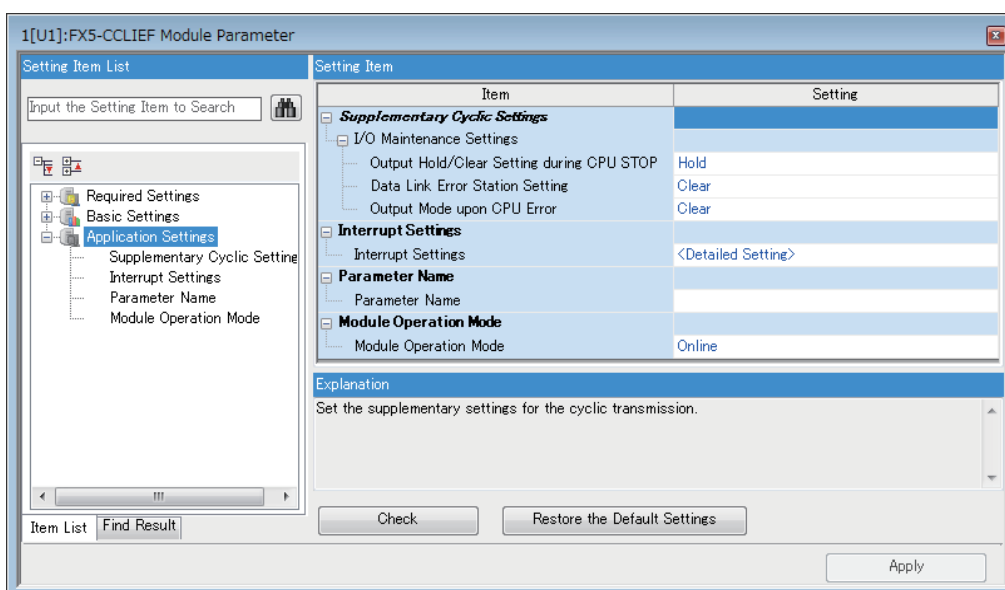 1[U1]:FX5-CCLIEF Module Parameter
Setting Item List
Input the Setting Item to Search
Required Settings
Basic Settings
Application Settings
Supplementary Cyclic Setting
Interrupt Settings
Parameter Name
Module Operation Mode
Item List Find Result
Setting Item
Item Setting
Supplementary Cyclic Settings
I/O Maintenance Settings
Output Hold/Clear Setting during CPU STOP Hold
Data Link Error Station Setting Clear
Output Mode upon CPU Error Clear
Interrupt Settings
Interrupt Settings <Detailed Setting>
Parameter Name
Parameter Name
Module Operation Mode
Module Operation Mode Online
Explanation
Set the supplementary settings for the cyclic transmission.
Check Restore the Default Settings
Apply